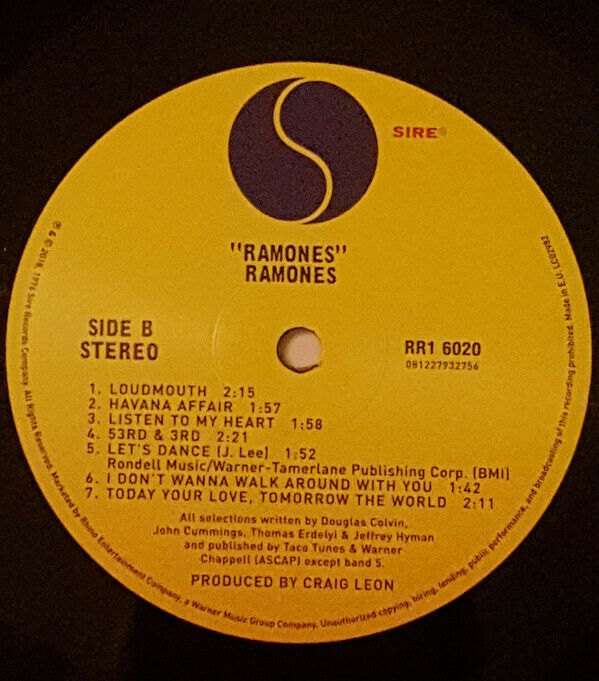 SIRE®
"RAMONES"
RAMONES
SIDE B
STEREO
RR1 6020
081227932756
1. LOUDMOUTH 2:15
2. HAVANA AFFAIR 1:57
3. LISTEN TO MY HEART 1:58
4. 53RD & 3RD 2:21
5. LET'S DANCE (J. Lee) 1:52
Rondell Music/Warner-Tamerlane Publishing Corp. (BMI)
6. I DON'T WANNA WALK AROUND WITH YOU 1:42
7. TODAY YOUR LOVE, TOMORROW THE WORLD 2:11
All selections written by Douglas Colvin,
John Cummings, Thomas Erdelyi & Jeffrey Hyman
and published by Taco Tunes & Warner
Chappell (ASCAP) except band 5.
PRODUCED BY CRAIG LEON
℗ & © 2018, 1976 Sire Records Company. All Rights Reserved. Marketed by Rhino Entertainment Company, a Warner Music Group Company. Unauthorized copying, hiring, lending, public performance, and broadcasting of this recording prohibited. Made in E.U. LC02982